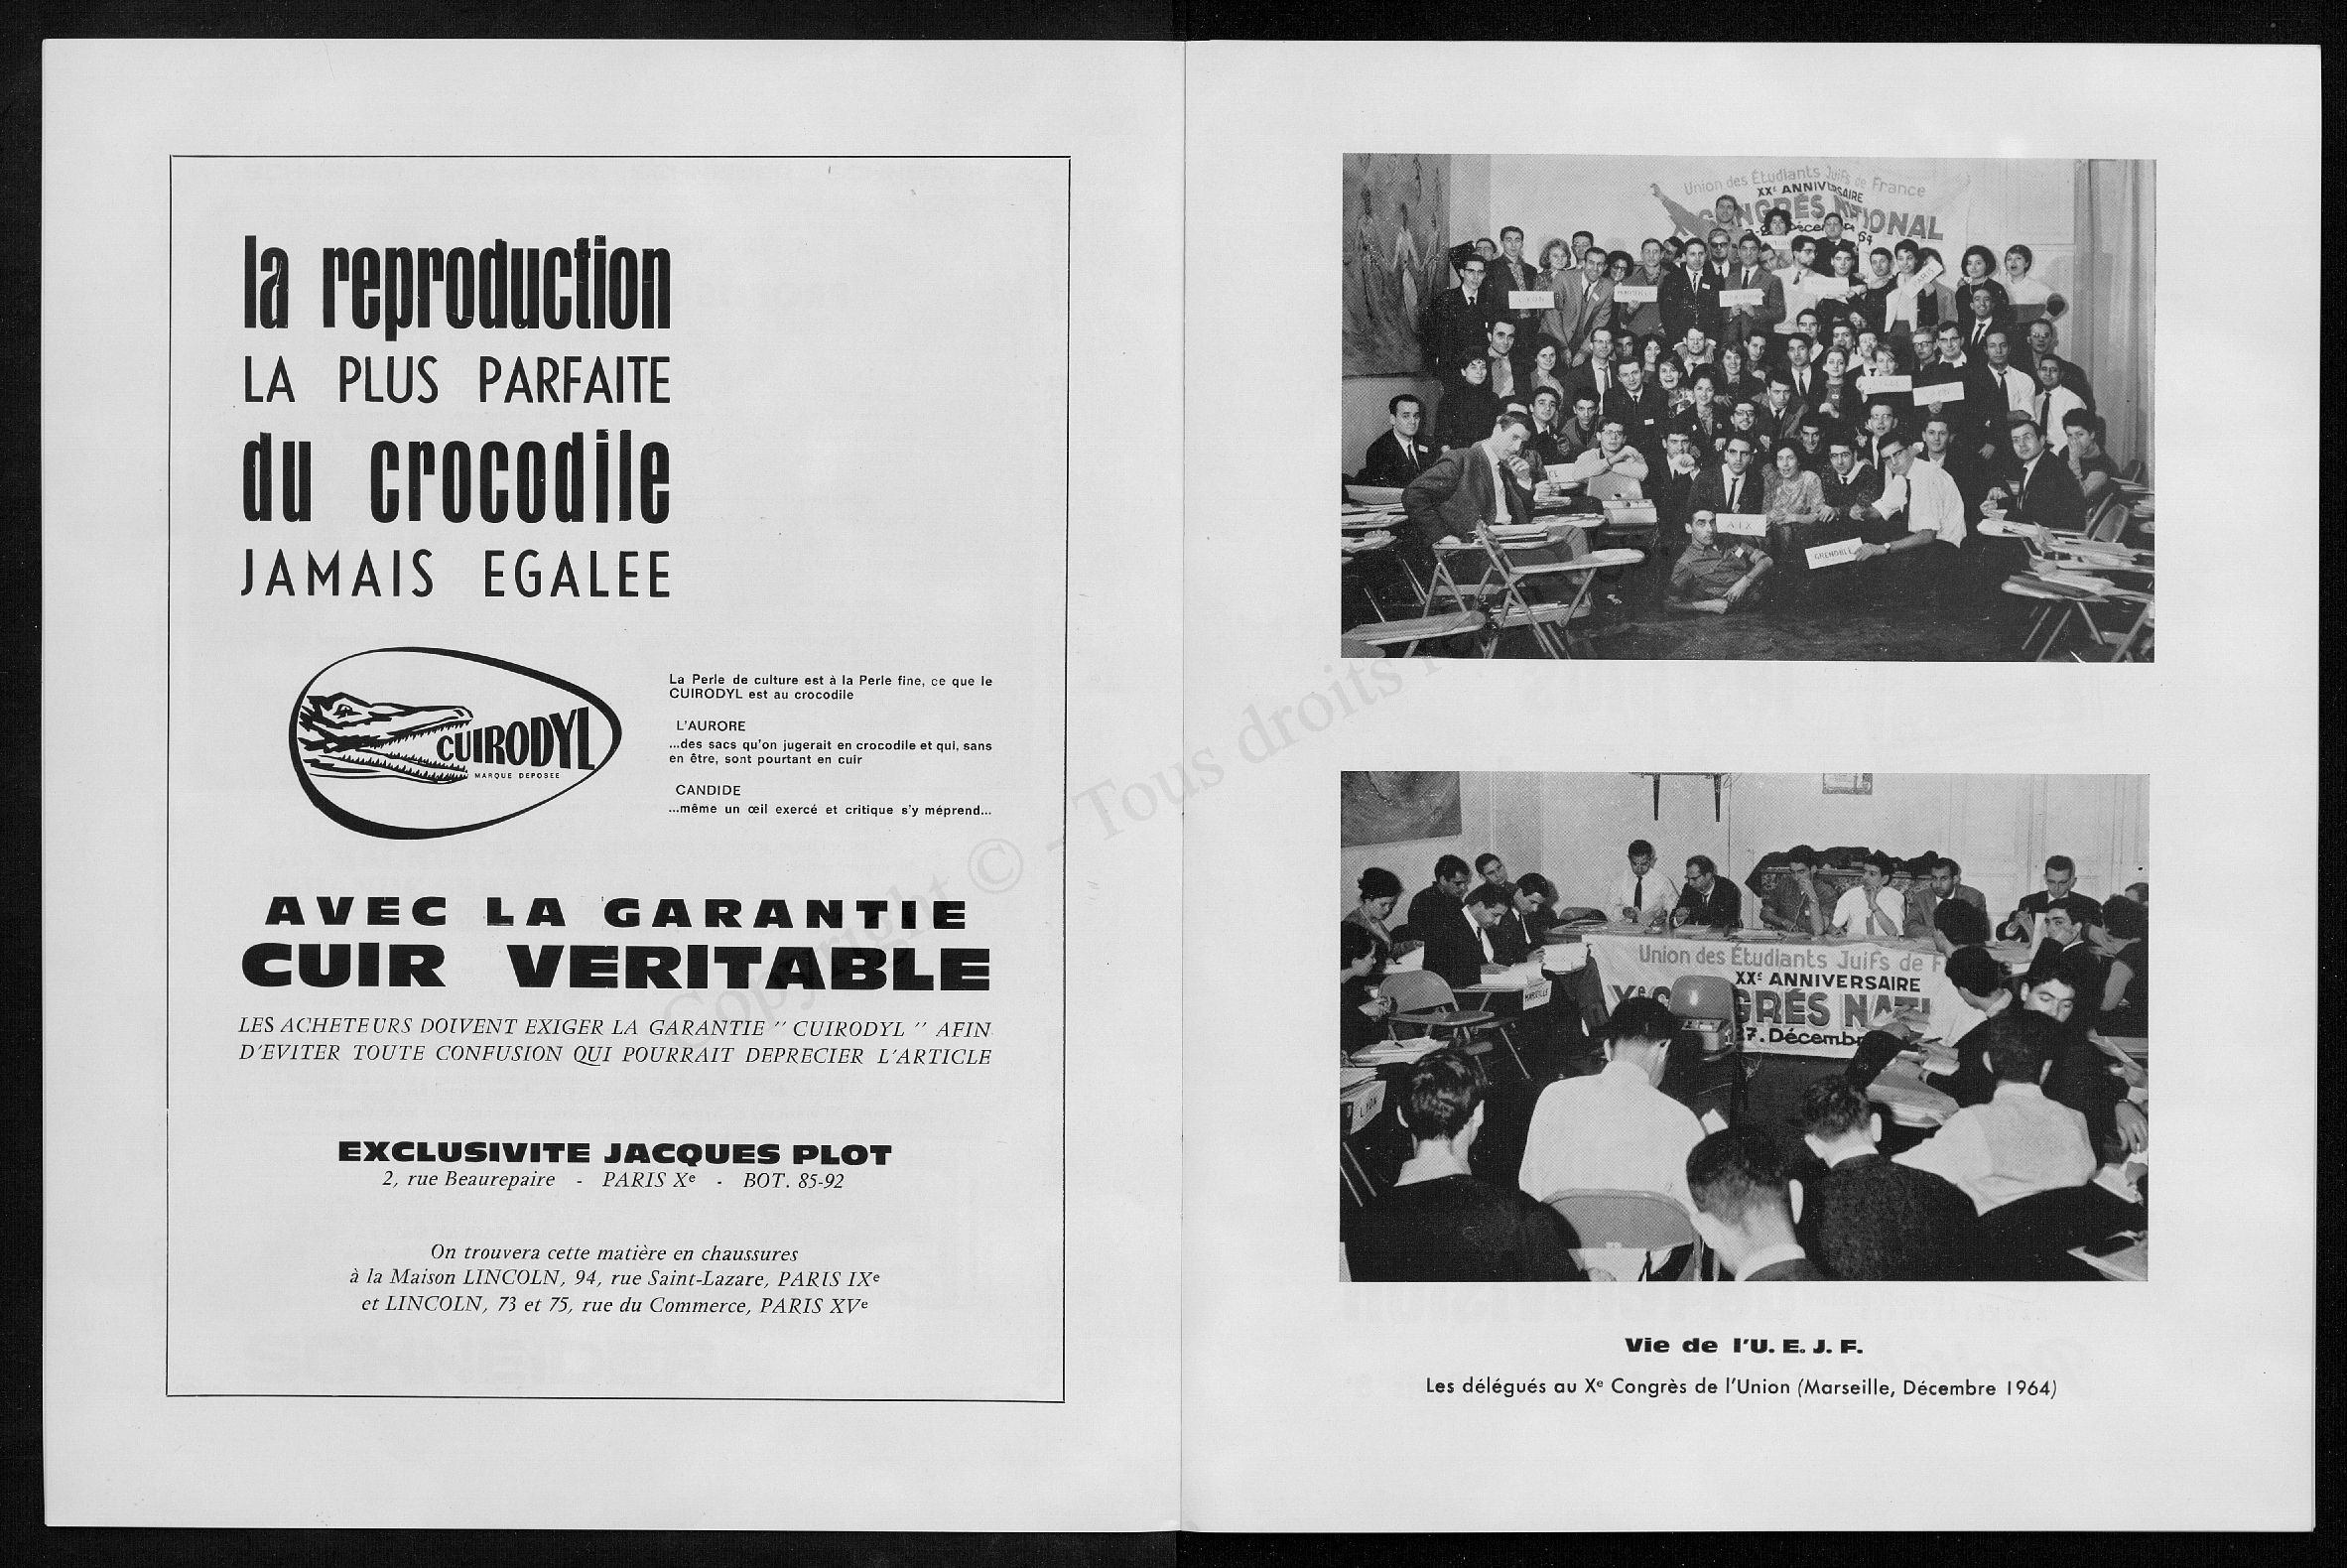 la reproduction
LA PLUS PARFAITE
du crocodile
JAMAIS EGALEE
CUIRODYL
MARQUE DEPOSEE
La Perle de culture est à la Perle fine, ce que le
CUIRODYL est au crocodile
L'AURORE
...des sacs qu'on jugerait en crocodile et qui, sans
en être, sont pourtant en cuir
CANDIDE
...même un œil exercé et critique s'y méprend...
AVEC LA GARANTIE
CUIR VERITABLE
LES ACHETEURS DOIVENT EXIGER LA GARANTIE " CUIRODYL " AFIN
D'EVITER TOUTE CONFUSION QUI POURRAIT DEPRECIER L'ARTICLE
EXCLUSIVITE JACQUES PLOT
2, rue Beaurepaire - PARIS Xe - BOT. 85-92
On trouvera cette matière en chaussures
à la Maison LINCOLN, 94, rue Saint-Lazare, PARIS IXe
et LINCOLN, 73 et 75, rue du Commerce, PARIS XVe
Copyright © - Tous droits
Union des Étudiants Juifs de France
XXe ANNIVERSAIRE
CONGRÈS NATIONAL
LYON
PARIS
AIX
GRENOBLE
Union des Étudiants Juifs de F
XXe ANNIVERSAIRE
GRÉS NATI
27. Décemb
MARSEILLE
LYON
Vie de l'U. E. J. F.
Les délégués au Xe Congrès de l'Union (Marseille, Décembre 1964)